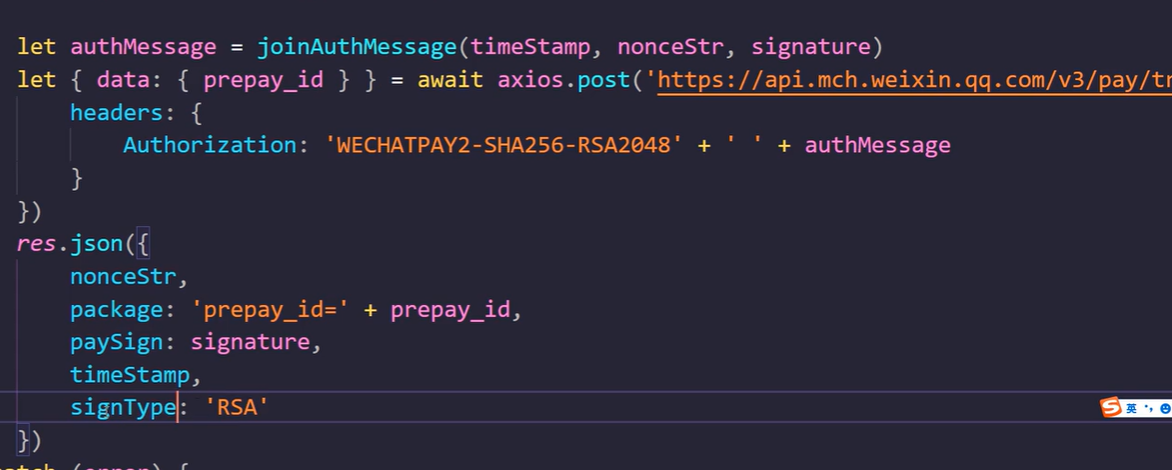 let authMessage = joinAuthMessage(timeStamp, nonceStr, signature)
let { data: { prepay_id } } = await axios.post('https://api.mch.weixin.qq.com/v3/pay/tr
headers: {
Authorization: 'WECHATPAY2-SHA256-RSA2048' + ' ' + authMessage
}
})
res.json({
nonceStr,
package: 'prepay_id=' + prepay_id,
paySign: signature,
timeStamp,
signType: 'RSA'
英
})